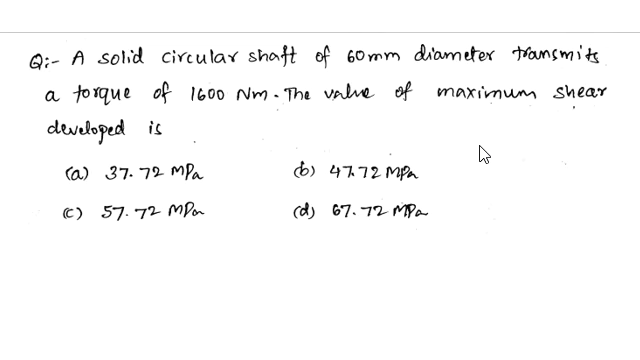 Q:- A solid circular shaft of 60mm diameter transmits
a torque of 1600 Nm. The value of maximum shear
developed is
(a) 37.72 MPa (b) 47.72 MPa
(c) 57.72 MPa (d) 67.72 MPa